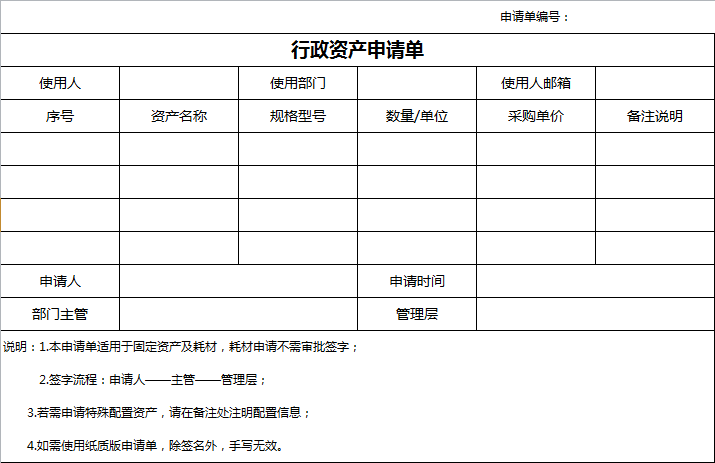 申请单编号：
行政资产申请单
使用人 使用部门 使用人邮箱
序号 资产名称 规格型号 数量/单位 采购单价 备注说明
申请人 申请时间
部门主管 管理层
说明：1.本申请单适用于固定资产及耗材，耗材申请不需审批签字；
2.签字流程：申请人——主管——管理层；
3.若需申请特殊配置资产，请在备注处注明配置信息；
4.如需使用纸质版申请单，除签名外，手写无效。